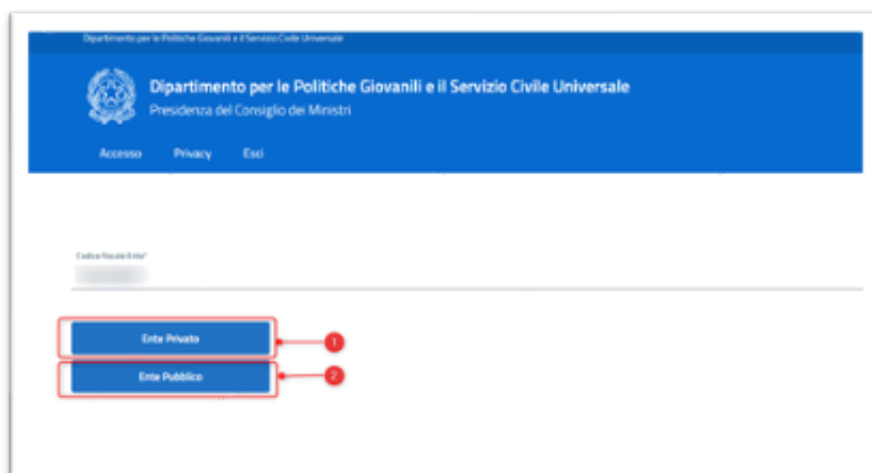 Dipartimento per le Politiche Giovanili e il Servizio Civile Universale
Dipartimento per le Politiche Giovanili e il Servizio Civile Universale
Presidenza del Consiglio dei Ministri
Accesso Privacy Esci
Codice fiscale Ente*
Ente Privato 1
Ente Pubblico 2